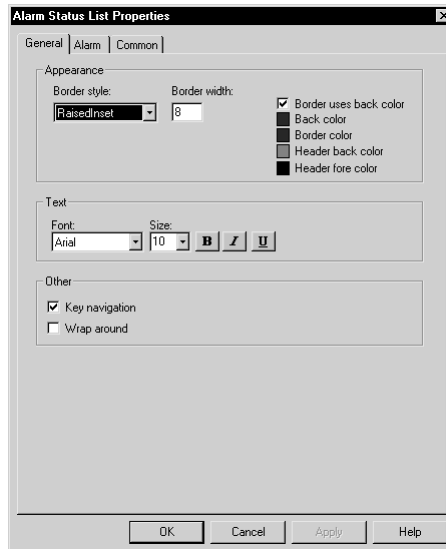 Alarm Status List Properties
General Alarm Common
Appearance
Border style: Border width:
RaisedInset 8
Border uses back color
Back color
Border color
Header back color
Header fore color
Text
Font: Size:
Arial 10 B I U
Other
Key navigation
Wrap around
OK Cancel Apply Help